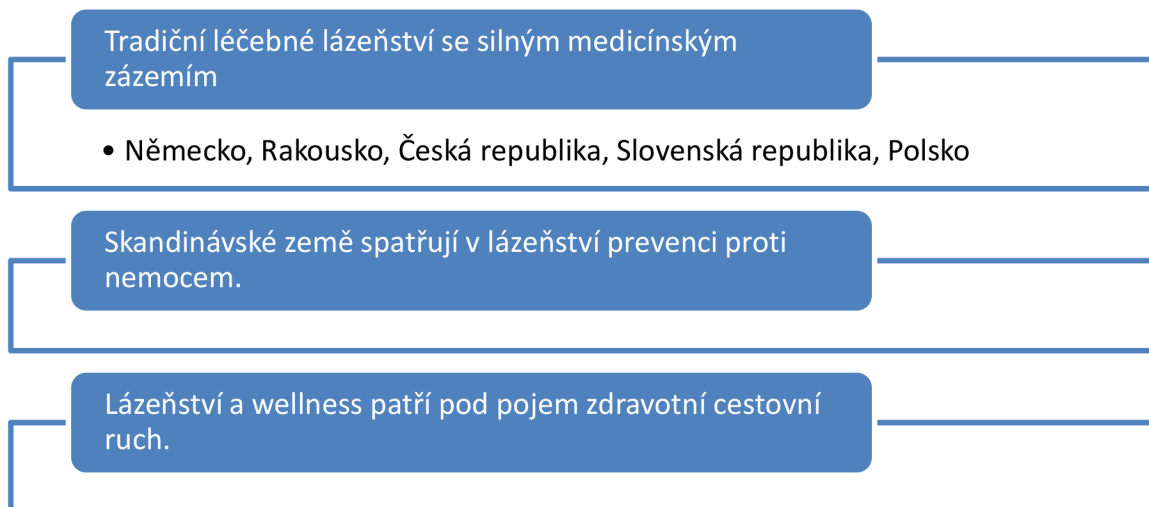 Tradiční léčebné lázeňství se silným medicínským
zázemím
• Německo, Rakousko, Česká republika, Slovenská republika, Polsko
Skandinávské země spatřují v lázeňství prevenci proti
nemocem.
Lázeňství a wellness patří pod pojem zdravotní cestovní
ruch.